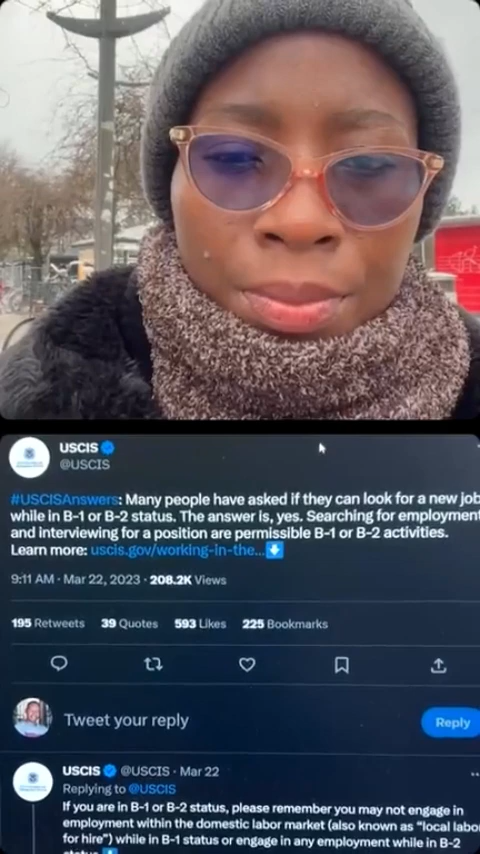 USCIS
@USCIS
#USCISAnswers: Many people have asked if they can look for a new job
while in B-1 or B-2 status. The answer is, yes. Searching for employment
and interviewing for a position are permissible B-1 or B-2 activities.
Learn more: uscis.gov/working-in-the...⬇️
9:11 AM · Mar 22, 2023 · 208.2K Views
195 Retweets 39 Quotes 593 Likes 225 Bookmarks
Tweet your reply
Reply
USCIS @USCIS · Mar 22
Replying to @USCIS
If you are in B-1 or B-2 status, please remember you may not engage in
employment within the domestic labor market (also known as “local labor
for hire”) while in B-1 status or engage in any employment while in B-2
status ⬇️